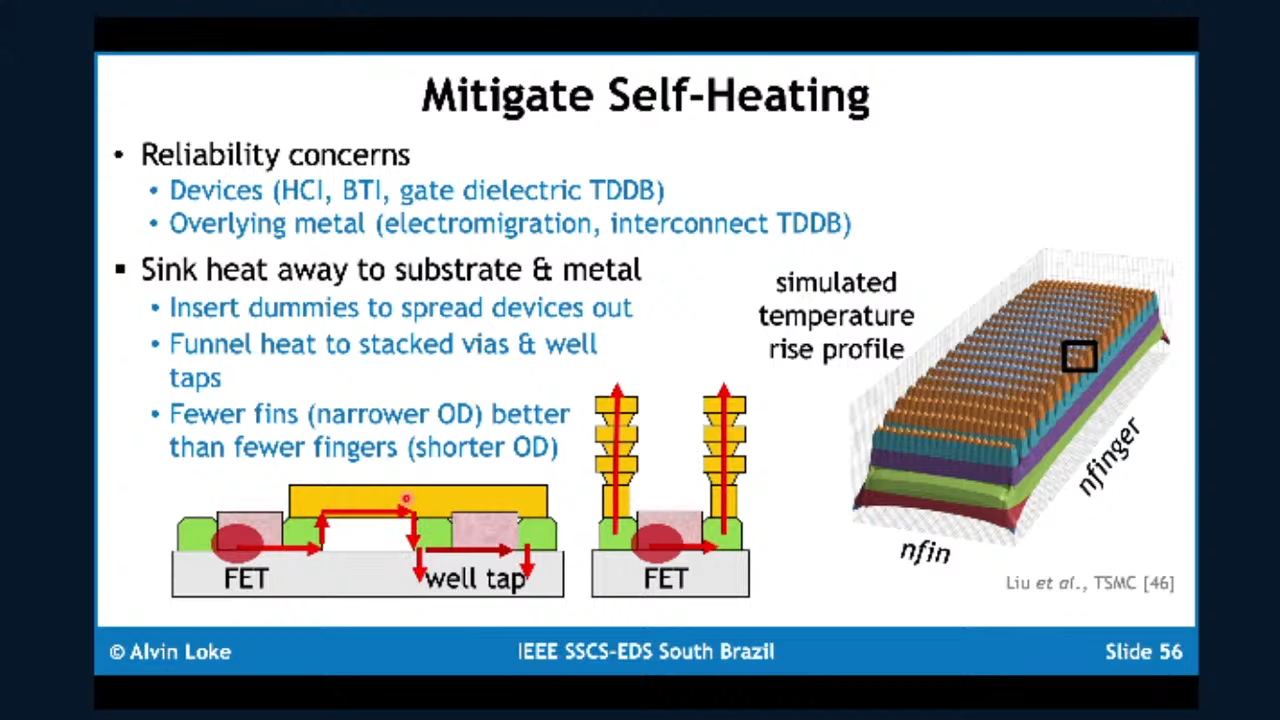 Mitigate Self-Heating
• Reliability concerns
• Devices (HCI, BTI, gate dielectric TDDB)
• Overlying metal (electromigration, interconnect TDDB)
▪ Sink heat away to substrate & metal
• Insert dummies to spread devices out
• Funnel heat to stacked vias & well
taps
• Fewer fins (narrower OD) better
than fewer fingers (shorter OD)
simulated
temperature
rise profile
nfinger
nfin
FET
well tap
FET
Liu et al., TSMC [46]
© Alvin Loke
IEEE SSCS-EDS South Brazil
Slide 56